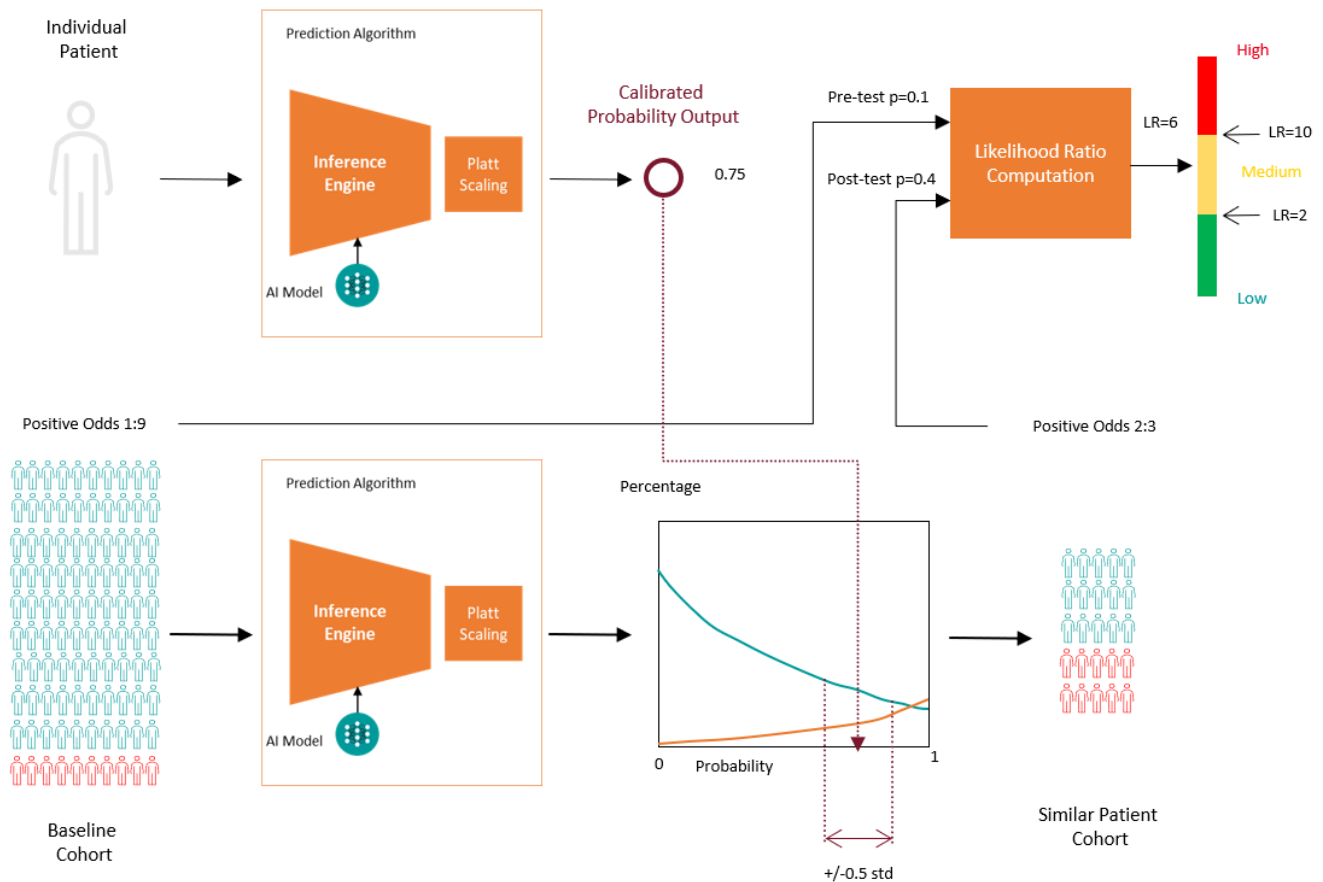 Individual
Patient
Prediction Algorithm
Inference
Engine
Platt
Scaling
AI Model
Calibrated
Probability Output
0.75
Pre-test p=0.1
Post-test p=0.4
Likelihood Ratio
Computation
LR=6
High
LR=10
Medium
LR=2
Low
Positive Odds 1:9
Positive Odds 2:3
Prediction Algorithm
Inference
Engine
Platt
Scaling
AI Model
Percentage
0
Probability
1
+/-0.5 std
Baseline
Cohort
Similar Patient
Cohort